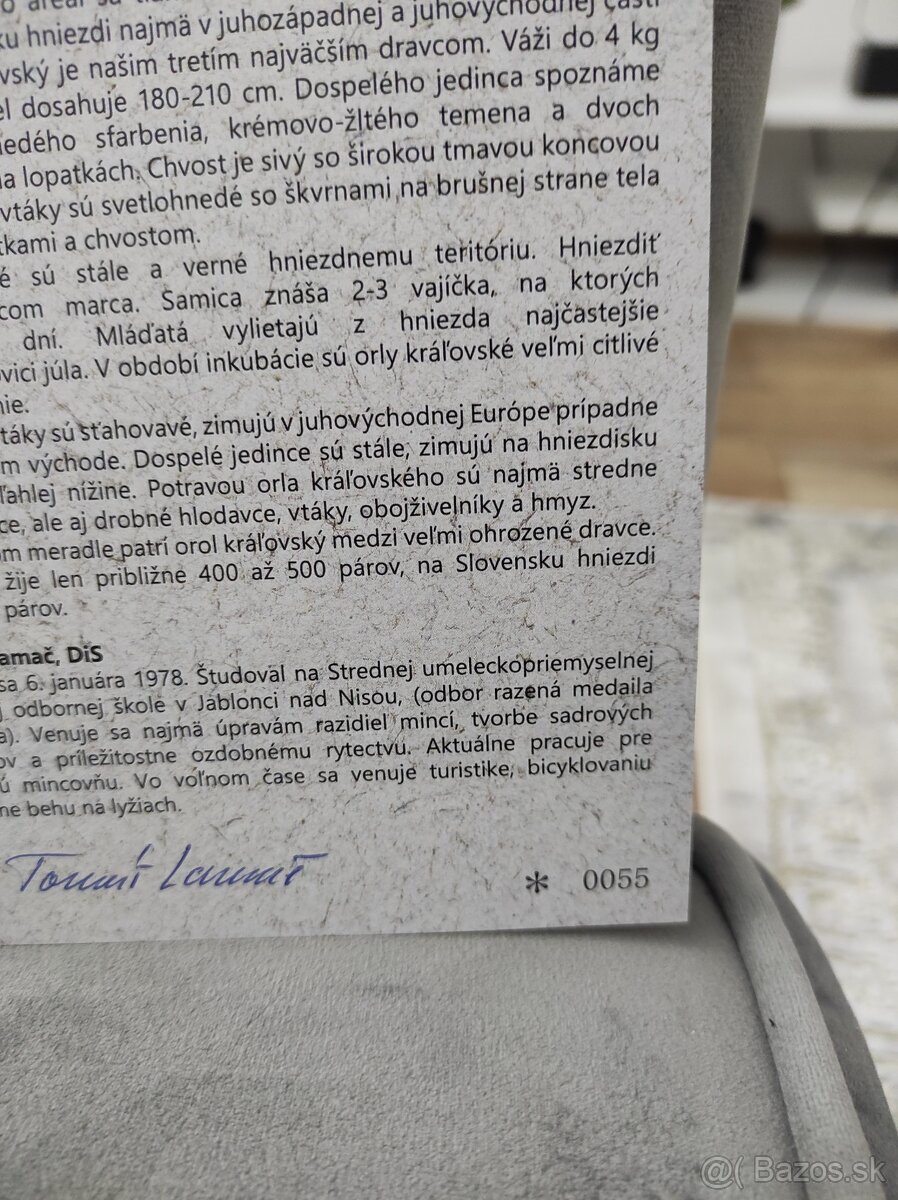 ku hniezdi najmä v juhozápadnej a juhovýchodnej časti
vský je našim tretím najväčším dravcom. Váži do 4 kg
el dosahuje 180-210 cm. Dospelého jedinca spoznáme
edého sfarbenia, krémovo-žltého temena a dvoch
a lopatkách. Chvost je sivý so širokou tmavou koncovou
vtáky sú svetlohnedé so škvrnami na brušnej strane tela
tkami a chvostom.
é sú stále a verné hniezdnemu teritóriu. Hniezdiť
com marca. Samica znáša 2-3 vajíčka, na ktorých
dní. Mláďatá vylietajú z hniezda najčastejšie
vici júla. V období inkubácie sú orly kráľovské veľmi citlivé
nie.
táky sú sťahovavé, zimujú v juhovýchodnej Európe prípadne
m východe. Dospelé jedince sú stále, zimujú na hniezdisku
ľahlej nížine. Potravou orla kráľovského sú najmä stredne
ce, ale aj drobné hlodavce, vtáky, obojživelníky a hmyz.
m meradle patrí orol kráľovský medzi veľmi ohrozené dravce.
žije len približne 400 až 500 párov, na Slovensku hniezdi
párov.
amač, DiS
sa 6. januára 1978. Študoval na Strednej umeleckopriemyselnej
j odbornej škole v Jablonci nad Nisou, (odbor razená medaila
a). Venuje sa najmä úpravám razidiel mincí, tvorbe sadrových
ov a príležitostne ozdobnému rytectvu. Aktuálne pracuje pre
ú mincovňu. Vo voľnom čase sa venuje turistike, bicyklovaniu
ne behu na lyžiach.
* 0055
@( Bazos.sk